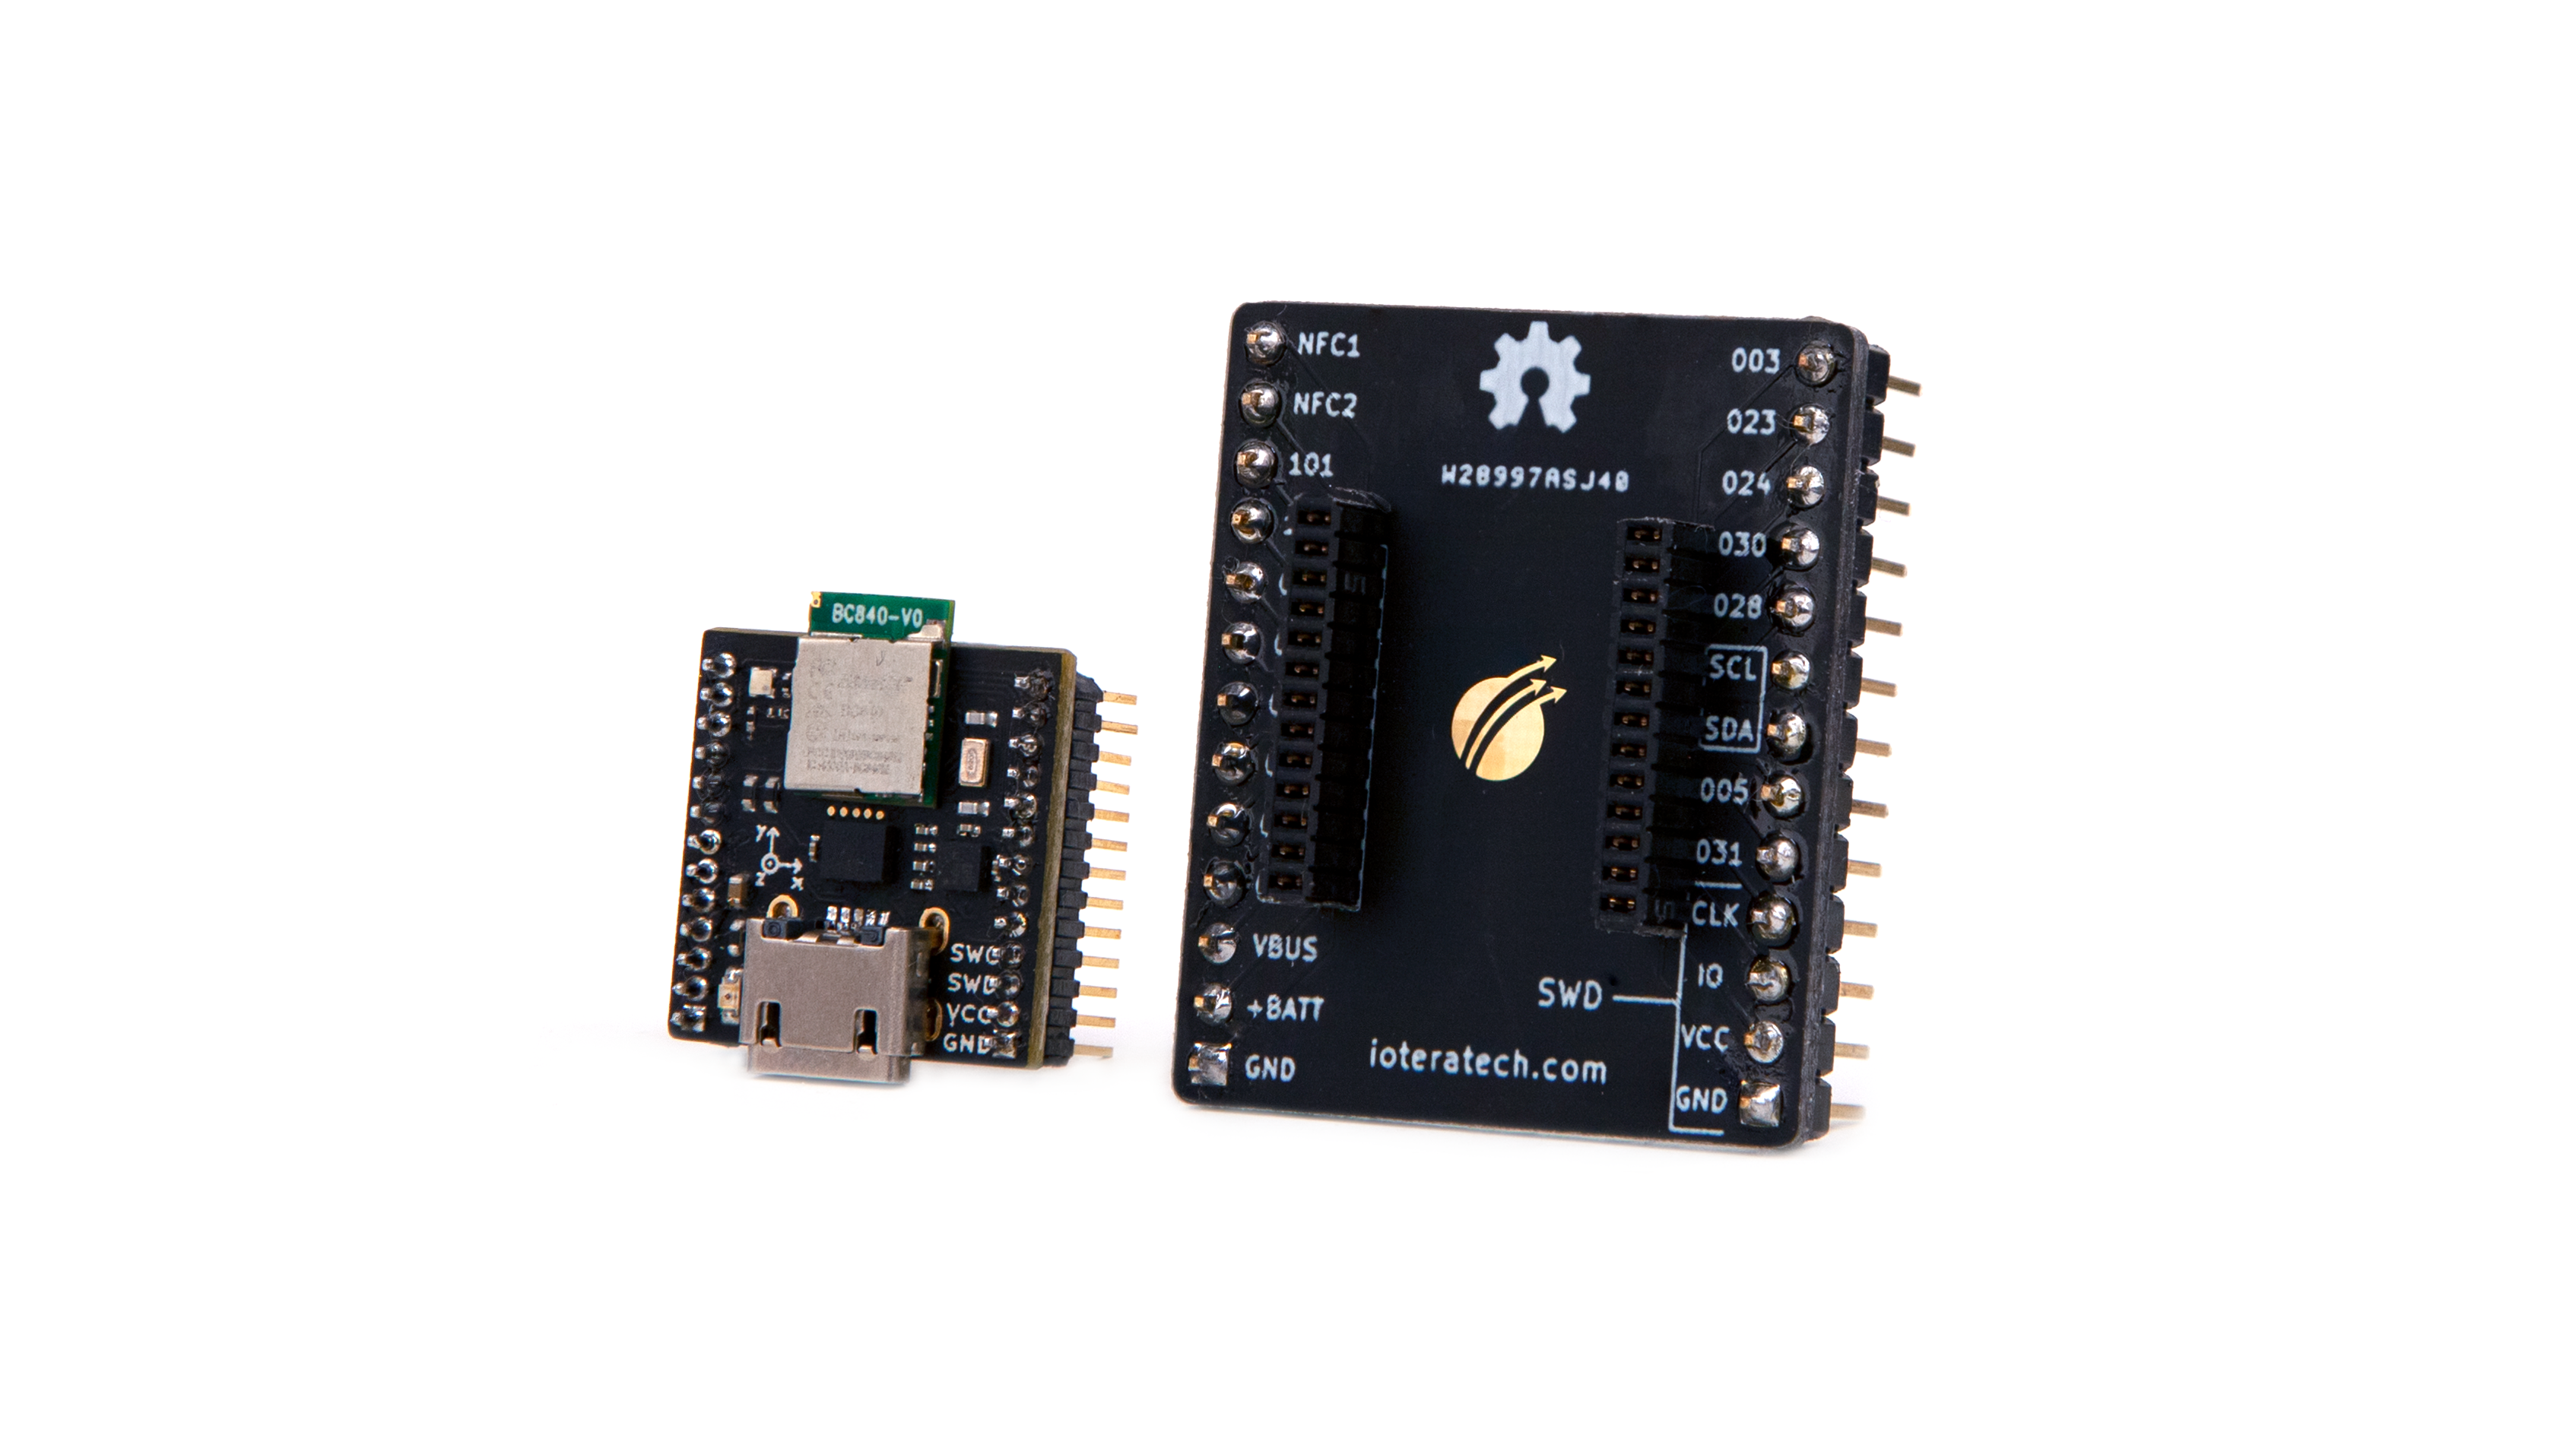 BC840-V0
BC840
Y
Z
X
SWC
SWD
VCC
GND
NFC1
NFC2
101
VBUS
+BATT
GND
W28997ASJ40
ioteratech.com
SWD
003
023
024
030
028
SCL
SDA
005
031
CLK
IO
VCC
GND